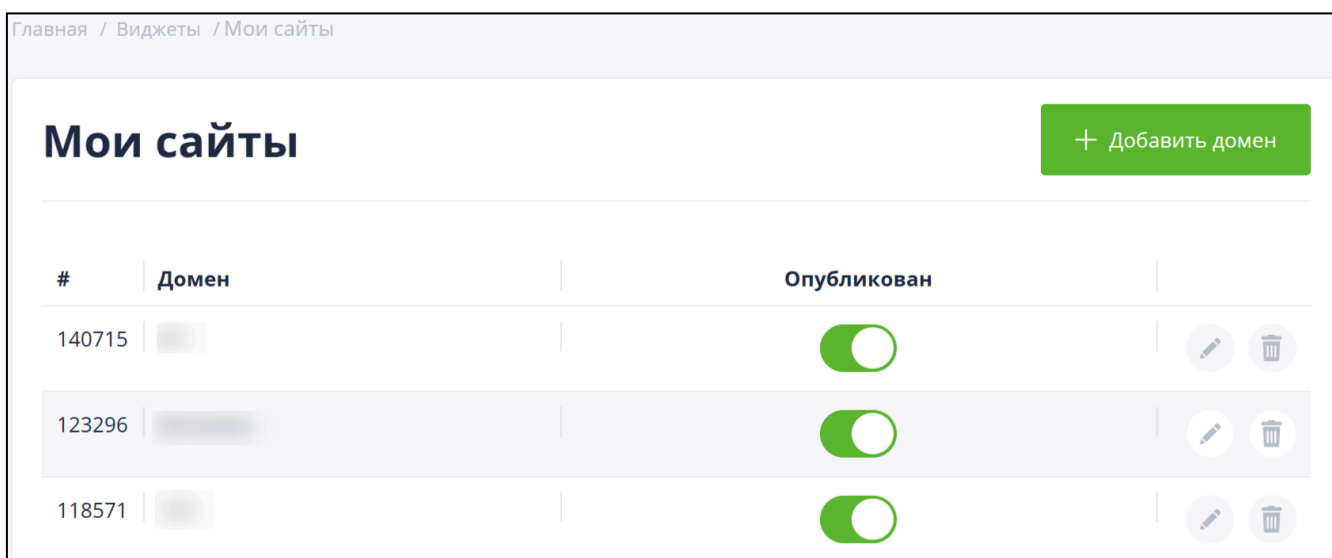 Главная / Виджеты / Мои сайты
Мои сайты
+ Добавить домен
# Домен Опубликован
140715
123296
118571